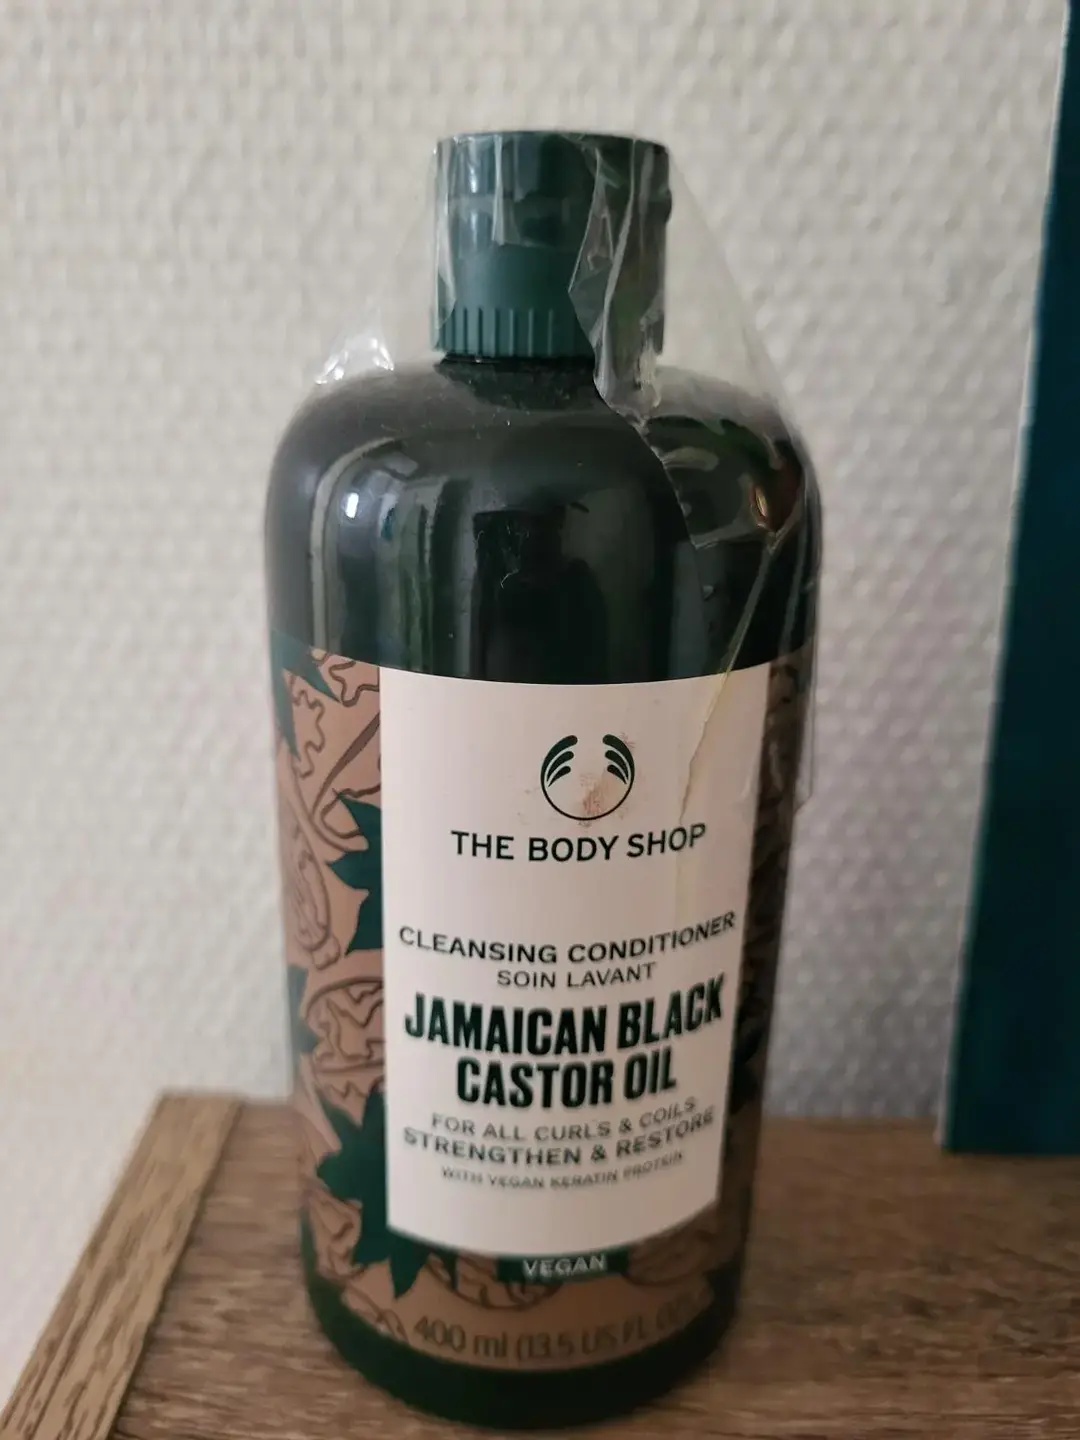 THE BODY SHOP
CLEANSING CONDITIONER
SOIN LAVANT
JAMAICAN BLACK
CASTOR OIL
FOR ALL CURLS & COILS
STRENGTHEN & RESTORE
WITH VEGAN KERATIN PROTEIN
VEGAN
400 ml (13.5 US FL